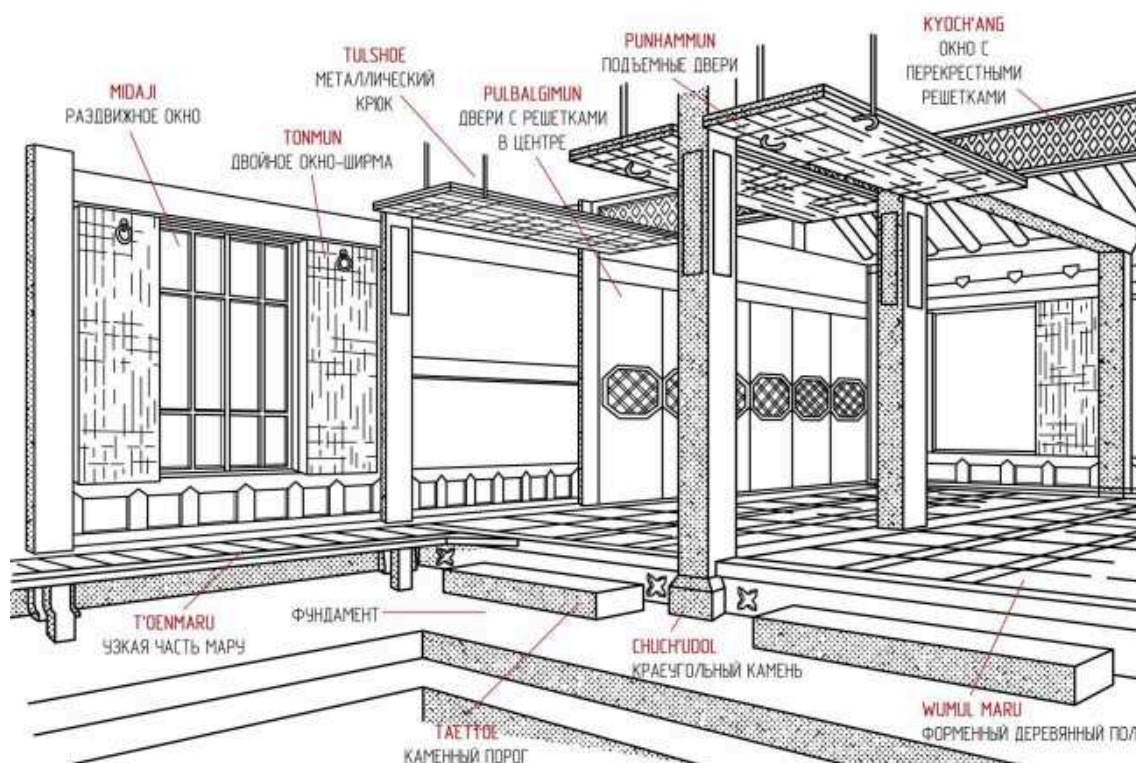 KYOCH'ANG
ОКНО С
ПЕРЕКРЕСТНЫМИ
РЕШЕТКАМИ
PUNHAMMUN
ПОДЪЕМНЫЕ ДВЕРИ
TULSHOE
МЕТАЛЛИЧЕСКИЙ
КРЮК
PULBALGIMUN
ДВЕРИ С РЕШЕТКАМИ
В ЦЕНТРЕ
MIDAJI
РАЗДВИЖНОЕ ОКНО
TONMUN
ДВОЙНОЕ ОКНО-ШИРМА
T'OENMARU
УЗКАЯ ЧАСТЬ МАРУ
ФУНДАМЕНТ
CHUCH'UDOL
КРАЕУГОЛЬНЫЙ КАМЕНЬ
TAETTOL
КАМЕННЫЙ ПОРОГ
WUMUL MARU
ФОРМЕННЫЙ ДЕРЕВЯННЫЙ ПОЛ